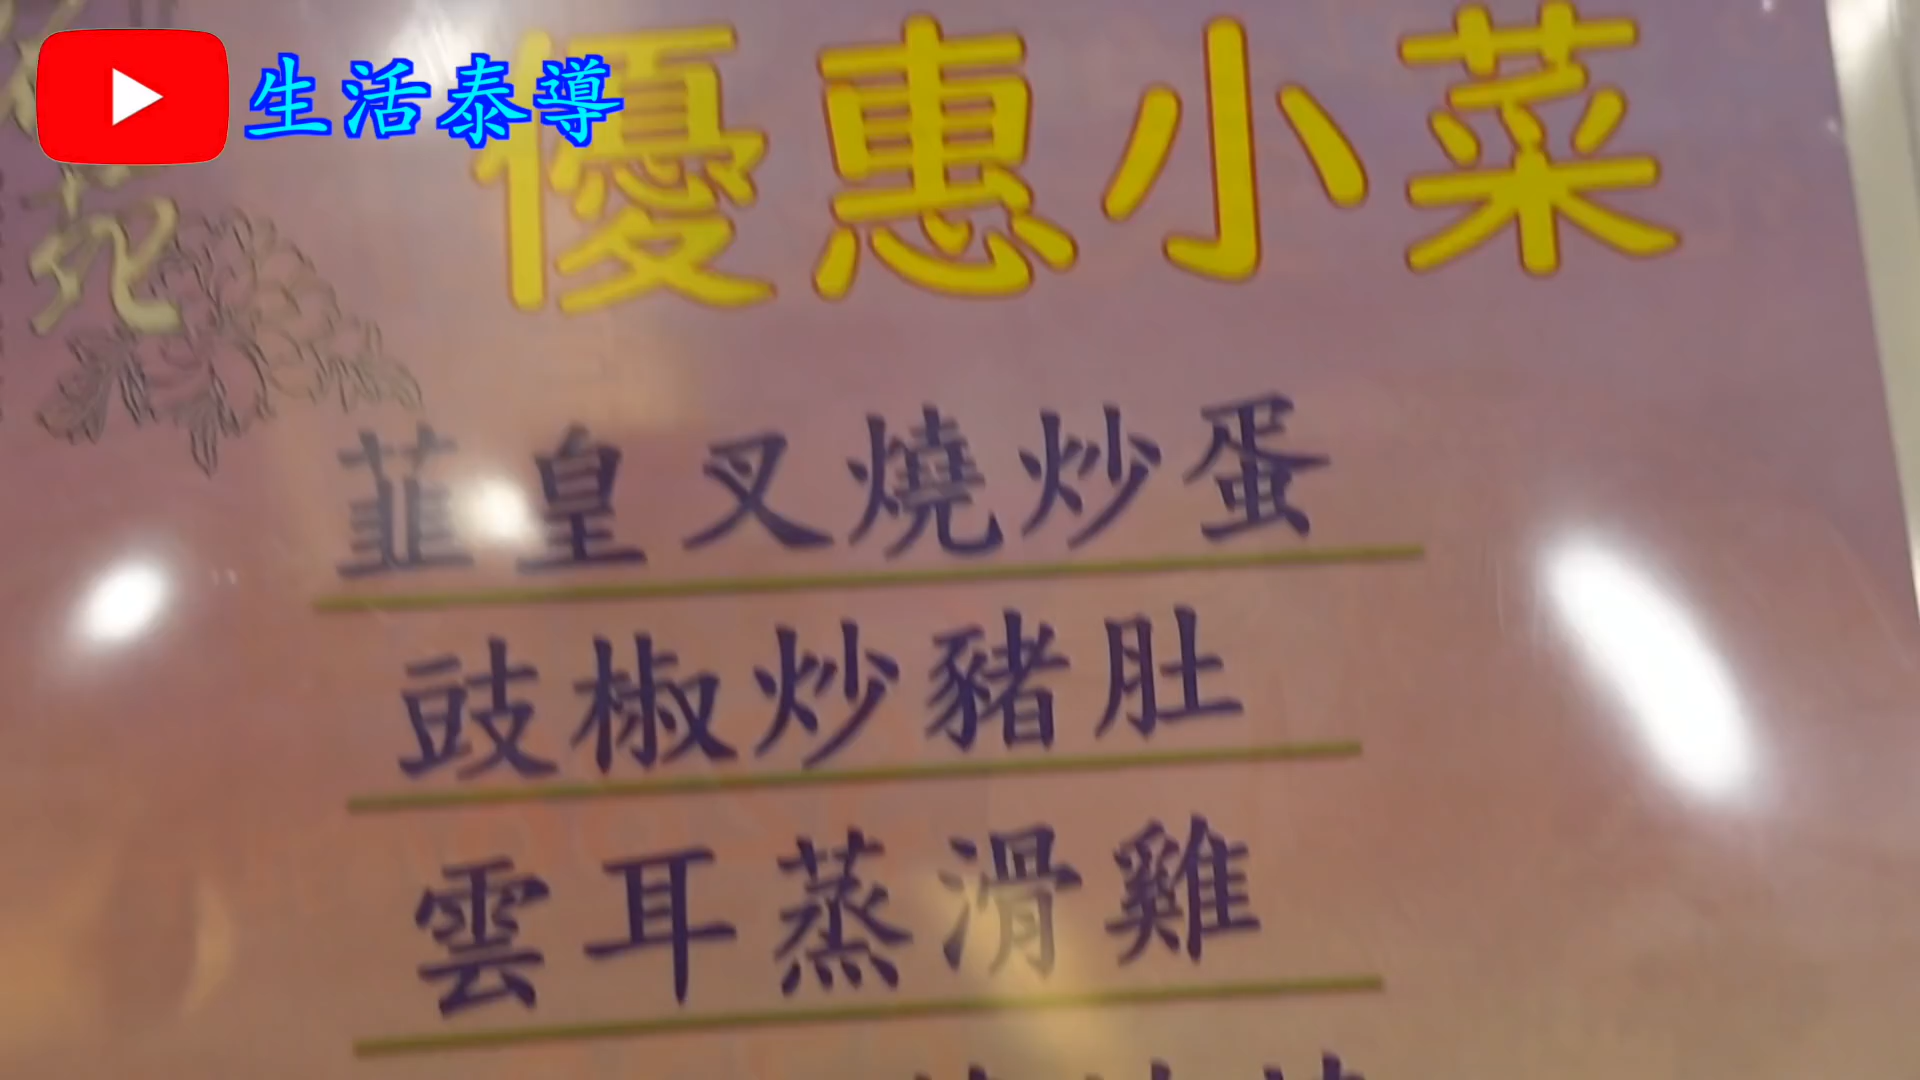 生活泰導
優惠小菜
苑
韮皇叉燒炒蛋
豉椒炒豬肚
雲耳蒸滑雞